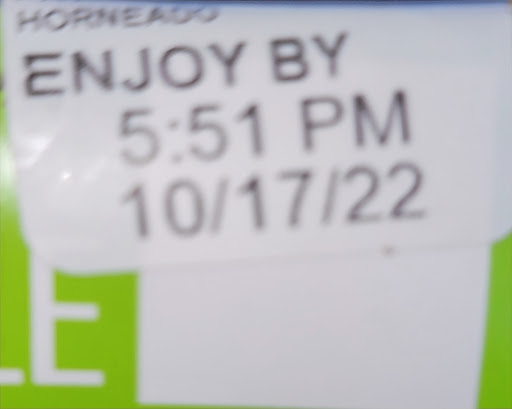 HORNEADO
ENJOY BY
5:51 PM
10/17/22
LE